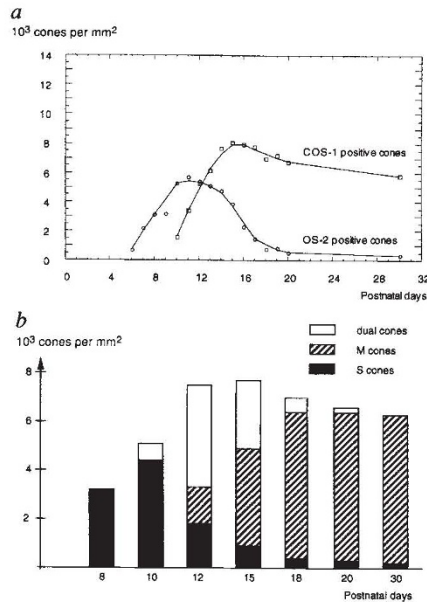 a
10³ cones per mm²
14
12
10
8
6
4
2
0
COS-1 positive cones
OS-2 positive cones
0 4 8 12 16 20 24 28 32
Postnatal days
b
10³ cones per mm²
dual cones
M cones
S cones
8
6
4
2
8 10 12 15 18 20 30
Postnatal days